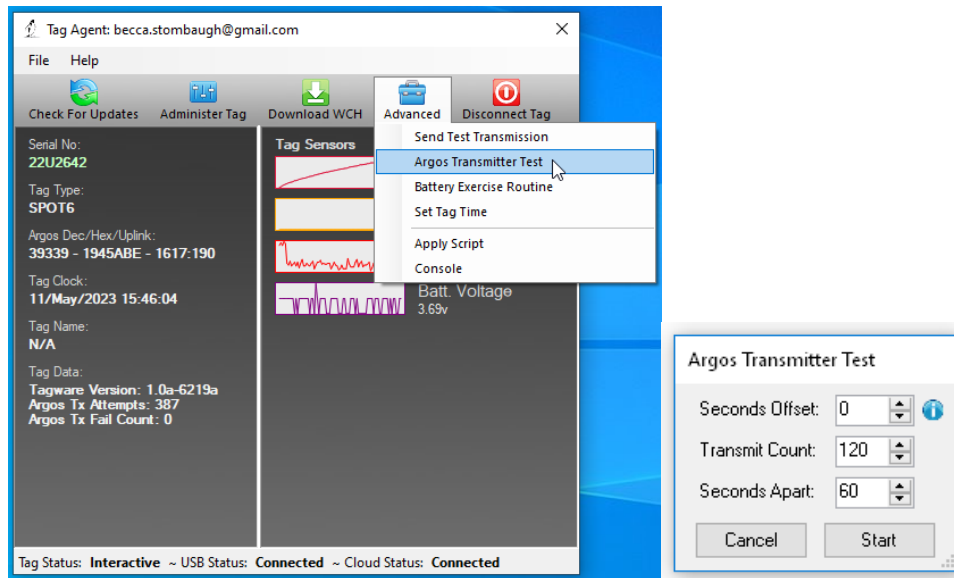 Tag Agent: becca.stombaugh@gmail.com
File Help
Check For Updates Administer Tag Download WCH Advanced Disconnect Tag
Serial No:
22U2642
Tag Type:
SPOT6
Argos Dec/Hex/Uplink:
39339 - 1945ABE - 1617:190
Tag Clock:
11/May/2023 15:46:04
Tag Name:
N/A
Tag Data:
Tagware Version: 1.0a-6219a
Argos Tx Attempts: 387
Argos Tx Fail Count: 0
Tag Sensors
Send Test Transmission
Argos Transmitter Test
Battery Exercise Routine
Set Tag Time
Apply Script
Console
Batt. Voltage
3.69v
Tag Status: Interactive ~ USB Status: Connected ~ Cloud Status: Connected
Argos Transmitter Test
Seconds Offset: 0
Transmit Count: 120
Seconds Apart: 60
Cancel Start